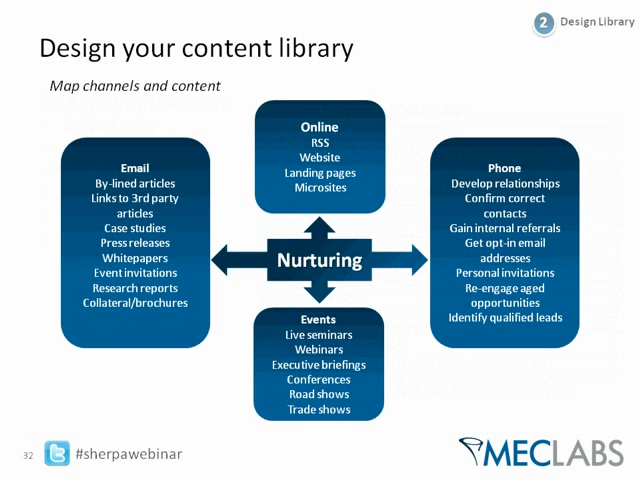 2 Design Library
Design your content library
Map channels and content
Online
RSS
Website
Landing pages
Microsites
Email
By-lined articles
Links to 3rd party
articles
Case studies
Press releases
Whitepapers
Event invitations
Research reports
Collateral/brochures
Nurturing
Phone
Develop relationships
Confirm correct
contacts
Gain internal referrals
Get opt-in email
addresses
Personal invitations
Re-engage aged
opportunities
Identify qualified leads
Events
Live seminars
Webinars
Executive briefings
Conferences
Road shows
Trade shows
32
#sherpawebinar
MECLABS